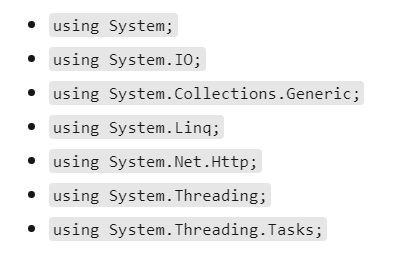 using System;
using System.IO;
using System.Collections.Generic;
using System.Linq;
using System.Net.Http;
using System.Threading;
using System.Threading.Tasks;